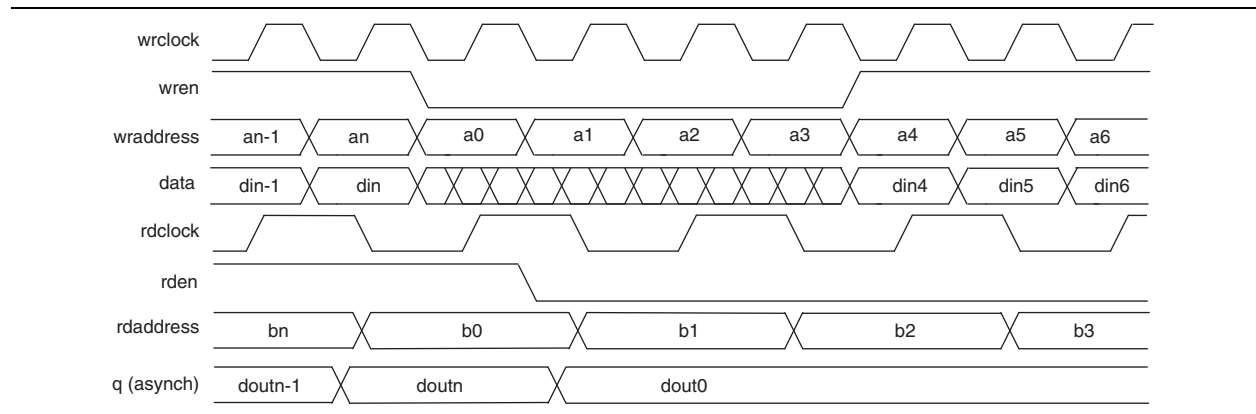 wrclock
wren
wraddress an-1 an a0 a1 a2 a3 a4 a5 a6
data din-1 din din4 din5 din6
rdclock
rden
rdaddress bn b0 b1 b2 b3
q (asynch) doutn-1 doutn dout0